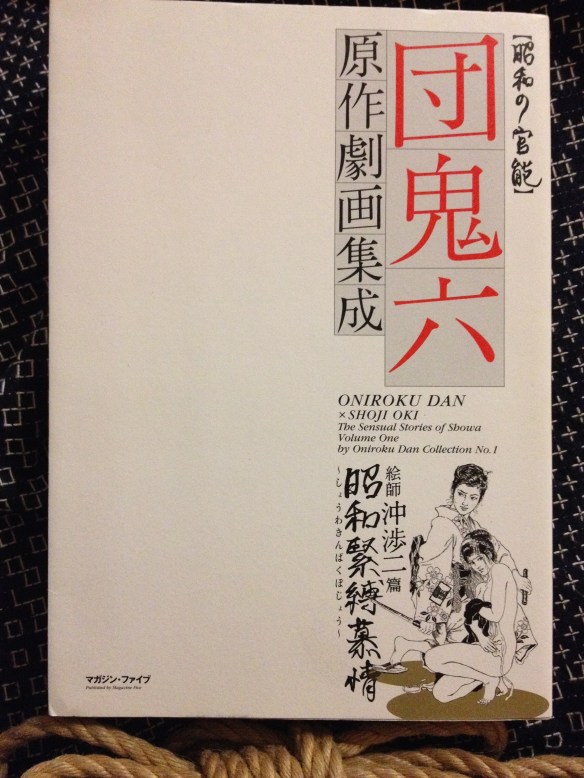 【昭和の官能】
団鬼六
原作劇画集成
ONIROKU DAN
×SHOJI OKI
The Sensual Stories of Showa
Volume One
by Oniroku Dan Collection No.1
絵師 沖渉二篇
昭和緊縛慕情
～しょうわきんばくぼじょう～
マガジン・ファイブ
Published by Magazine Five